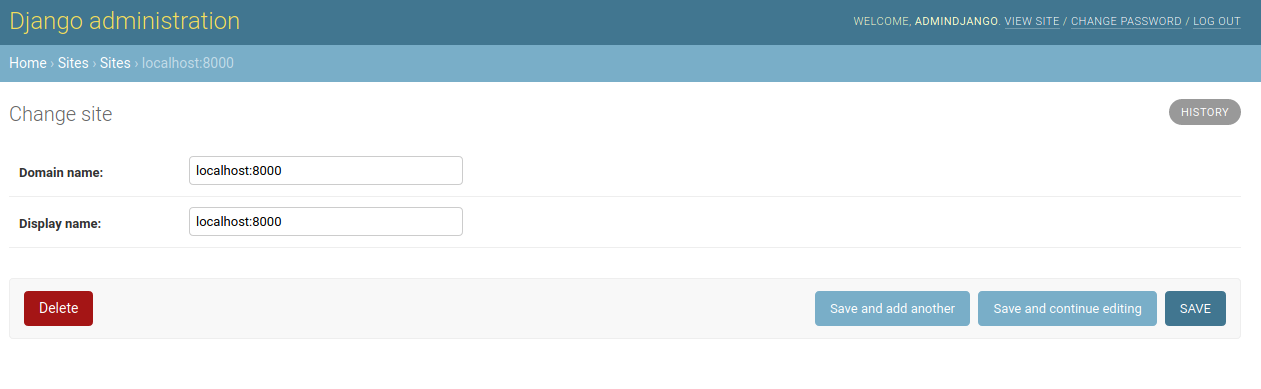 Django administration
WELCOME, ADMINDJANGO. VIEW SITE / CHANGE PASSWORD / LOG OUT
Home › Sites › Sites › localhost:8000
Change site
HISTORY
Domain name: localhost:8000
Display name: localhost:8000
Delete Save and add another Save and continue editing SAVE